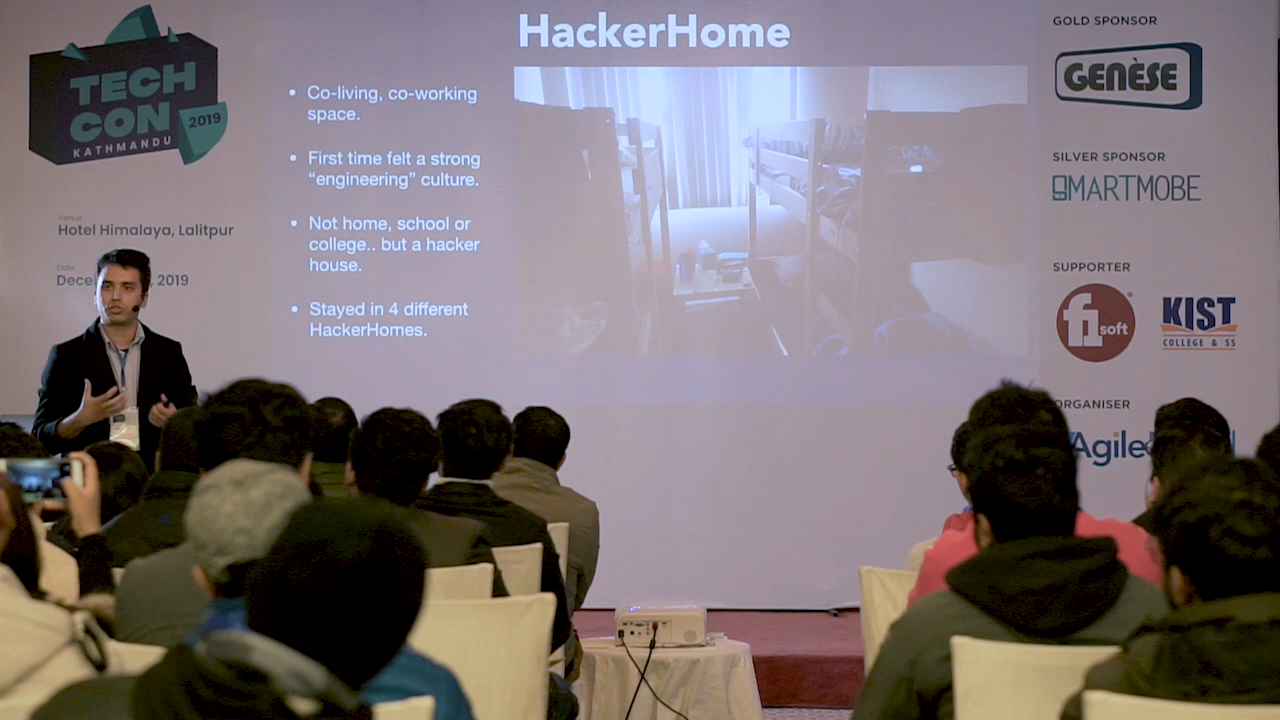 HackerHome
TECH
CON
2019
KATHMANDU
Venue
Hotel Himalaya, Lalitpur
Date
2019
• Co-living, co-working
space.
• First time felt a strong
“engineering” culture.
• Not home, school or
college.. but a hacker
house.
• Stayed in 4 different
HackerHomes.
GOLD SPONSOR
GENÈSE
SILVER SPONSOR
SMARTMOBE
SUPPORTER
f1
soft
KIST
COLLEGE & SS
ORGANISER